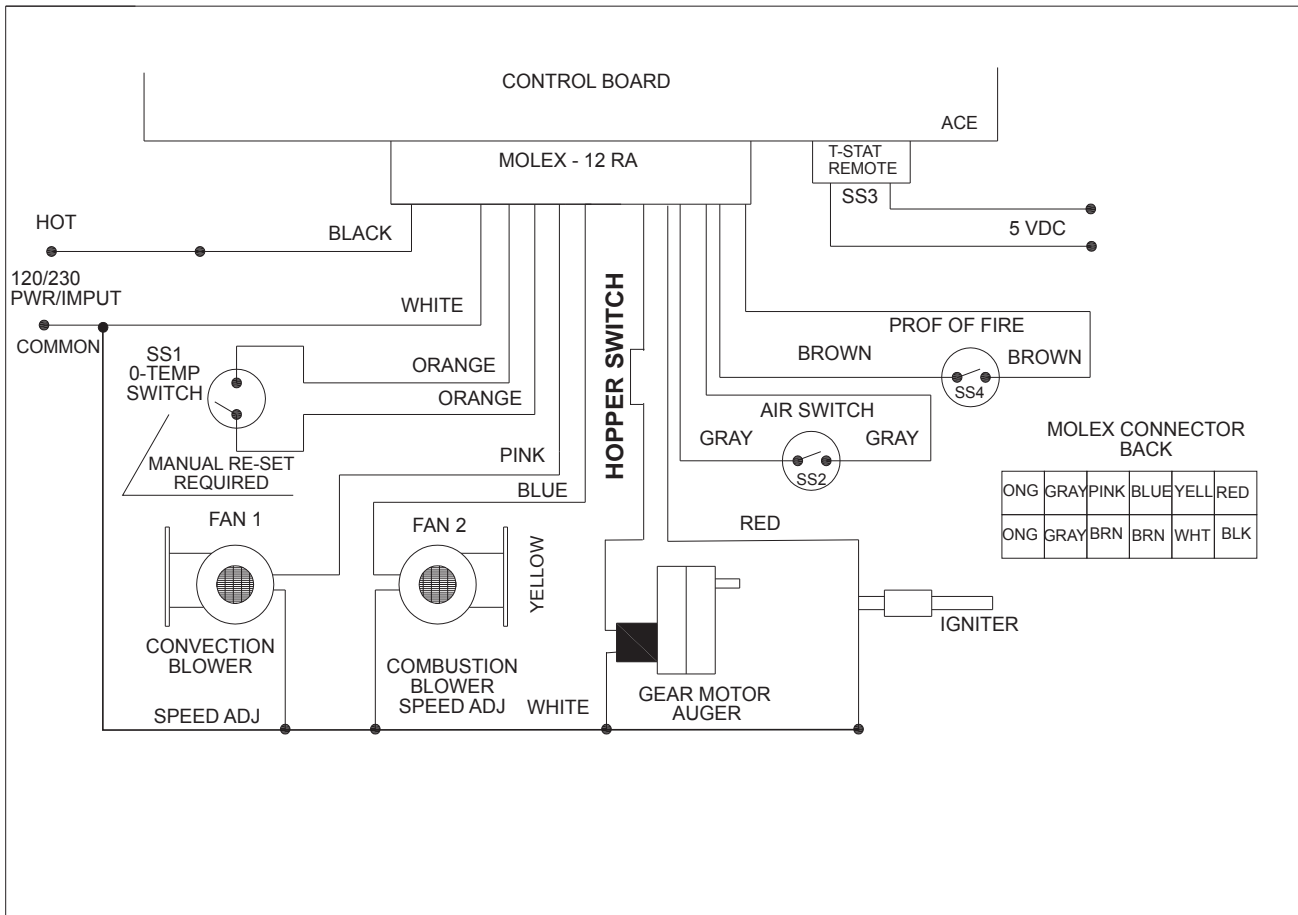 CONTROL BOARD
ACE
MOLEX - 12 RA
T-STAT
REMOTE
SS3
HOT
BLACK
5 VDC
120/230
PWR/IMPUT
WHITE
COMMON
HOPPER SWITCH
PROF OF FIRE
SS1
0-TEMP
SWITCH
ORANGE
ORANGE
BROWN
BROWN
SS4
AIR SWITCH
GRAY
GRAY
SS2
MANUAL RE-SET
REQUIRED
PINK
BLUE
MOLEX CONNECTOR
BACK
ONG GRAY PINK BLUE YELL RED
ONG GRAY BRN BRN WHT BLK
FAN 1
FAN 2
YELLOW
RED
IGNITER
CONVECTION
BLOWER
COMBUSTION
BLOWER
SPEED ADJ
SPEED ADJ
WHITE
GEAR MOTOR
AUGER